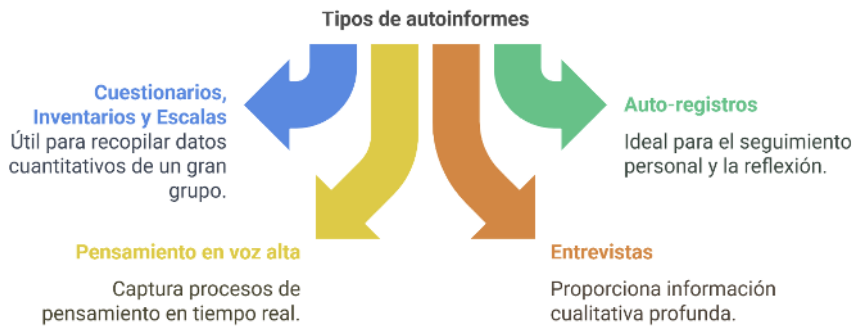 Tipos de autoinformes
Cuestionarios,
Inventarios y Escalas
Útil para recopilar datos
cuantitativos de un gran
grupo.
Auto-registros
Ideal para el seguimiento
personal y la reflexión.
Pensamiento en voz alta
Captura procesos de
pensamiento en tiempo real.
Entrevistas
Proporciona información
cualitativa profunda.